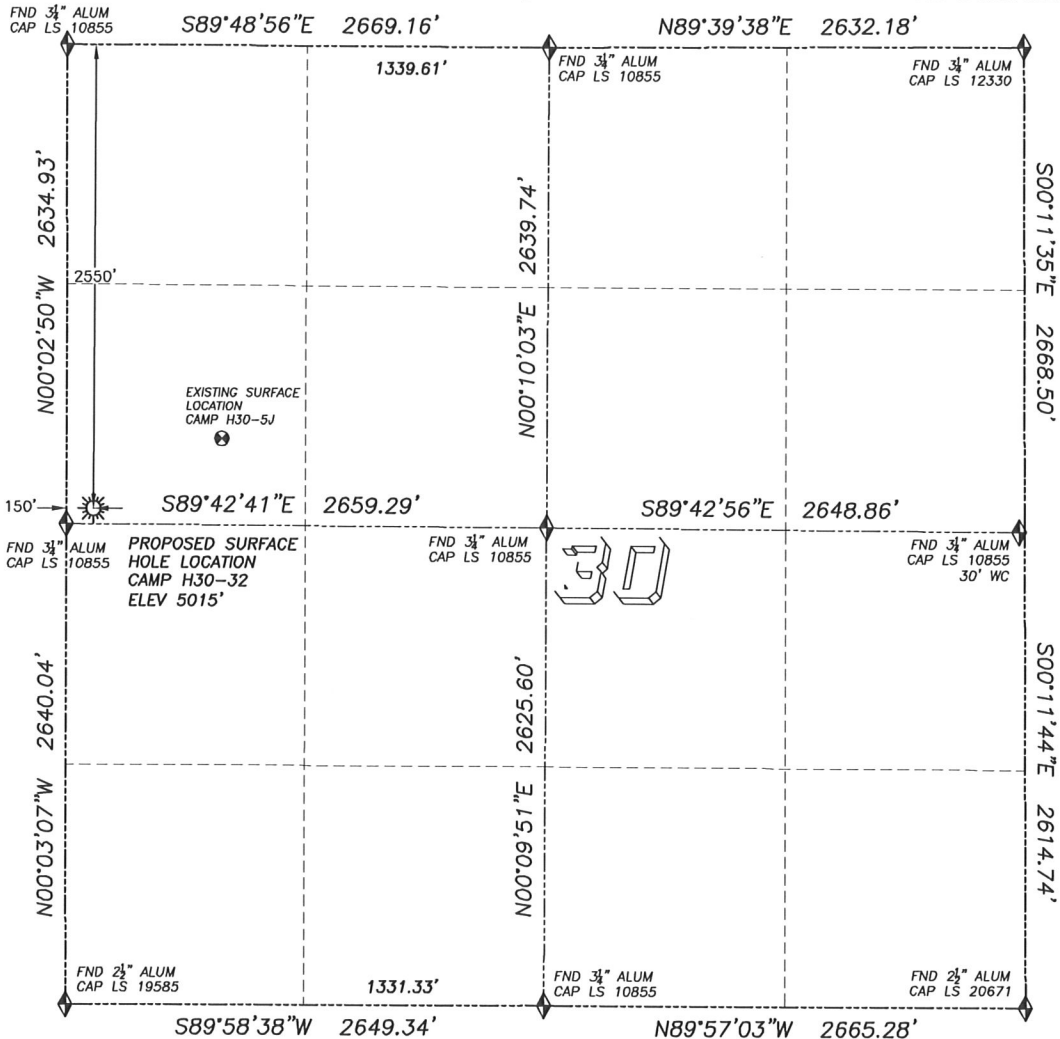 FND 3¼" ALUM
CAP LS 10855
S89°48'56"E 2669.16'
N89°39'38"E 2632.18'
1339.61'
FND 3¼" ALUM
CAP LS 10855
FND 3¼" ALUM
CAP LS 12330
N00°02'50"W 2634.93'
2550'
N00°10'03"E 2639.74'
S00°11'35"E 2668.50'
EXISTING SURFACE
LOCATION
CAMP H30-5J
150'
S89°42'41"E 2659.29'
S89°42'56"E 2648.86'
FND 3¼" ALUM
CAP LS 10855
PROPOSED SURFACE
HOLE LOCATION
CAMP H30-32
ELEV 5015'
FND 3¼" ALUM
CAP LS 10855
30
FND 3¼" ALUM
CAP LS 10855
30' WC
N00°03'07"W 2640.04'
N00°09'51"E 2625.60'
S00°11'44"E 2614.74'
FND 2½" ALUM
CAP LS 19585
1331.33'
FND 3¼" ALUM
CAP LS 10855
FND 2½" ALUM
CAP LS 20671
S89°58'38"W 2649.34'
N89°57'03"W 2665.28'